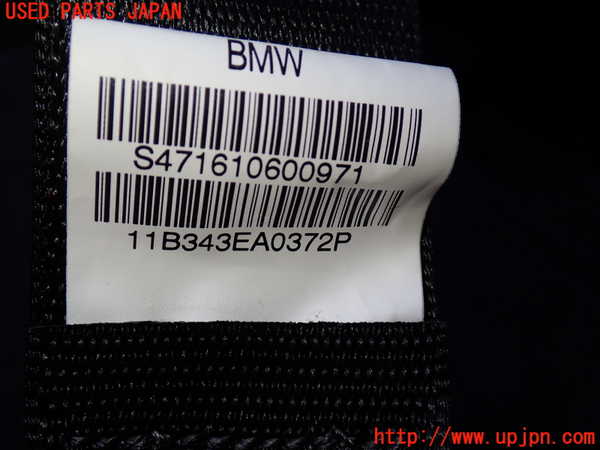 USED PARTS JAPAN
BMW
S471610600971
11B343EA0372P
http://www.upjpn.com